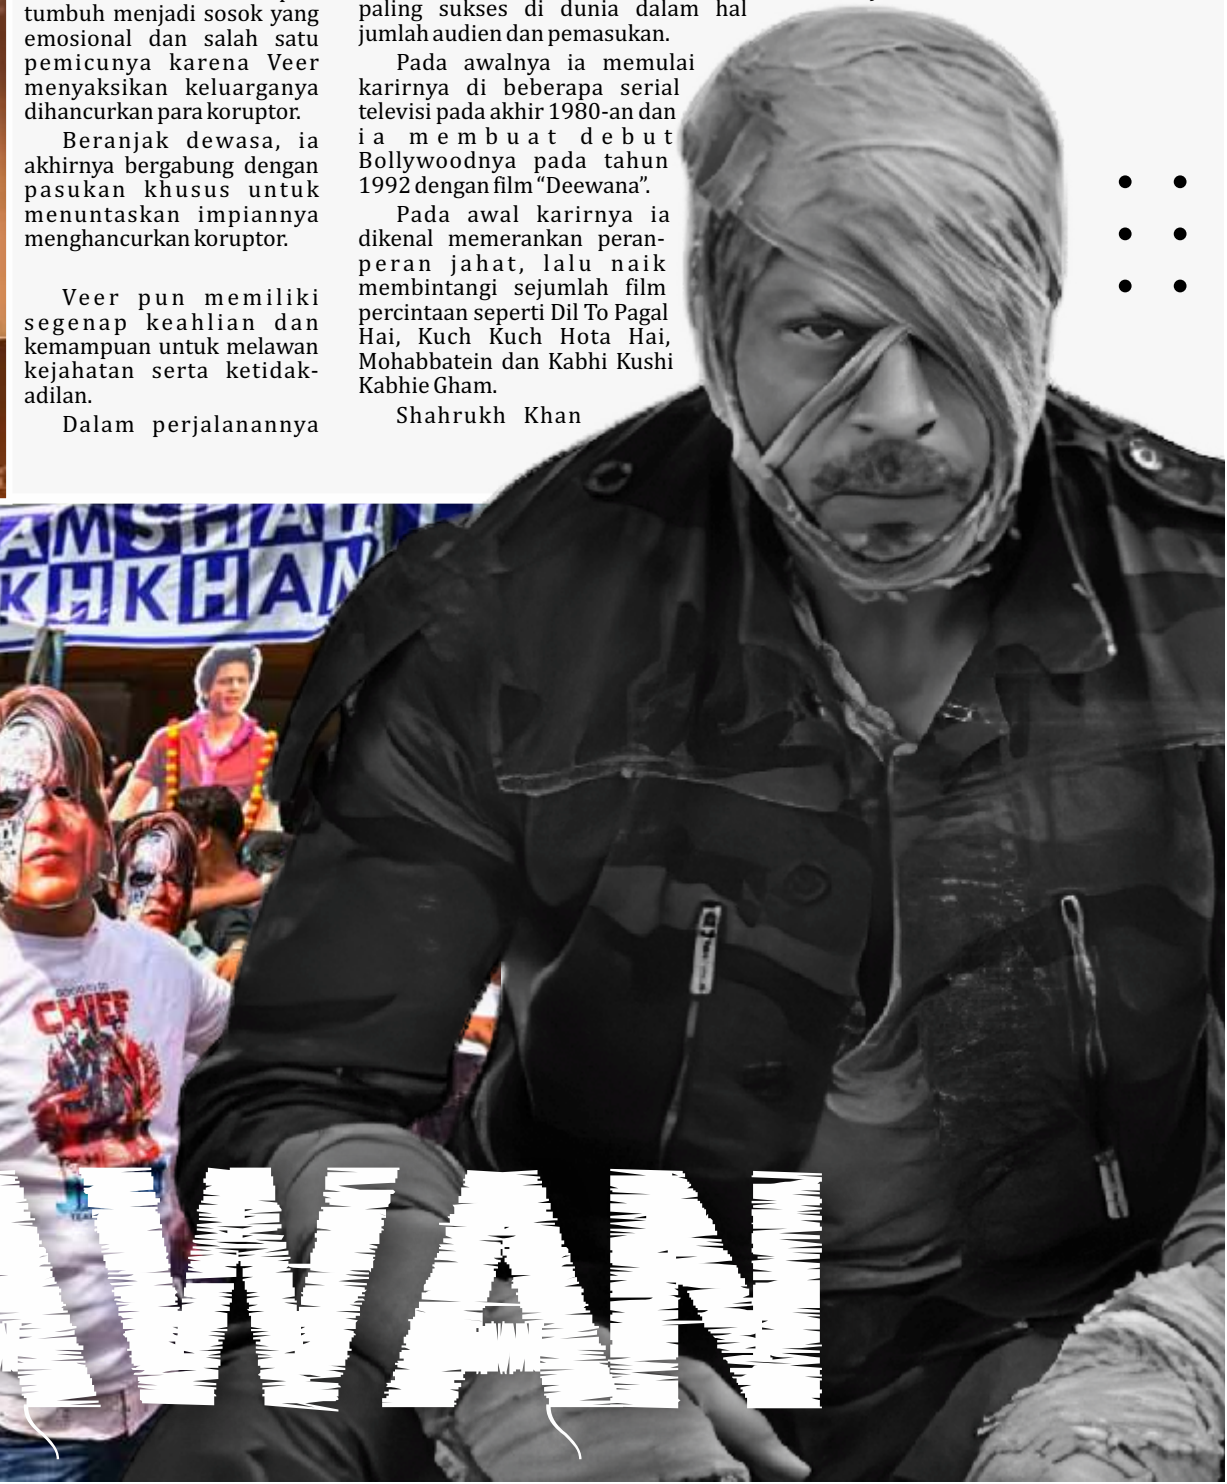 tumbuh menjadi sosok yang
emosional dan salah satu
pemicunya karena Veer
menyaksikan keluarganya
dihancurkan para koruptor.
Beranjak dewasa, ia
akhirnya bergabung dengan
pasukan khusus untuk
menuntaskan impiannya
menghancurkan koruptor.
Veer pun memiliki
segenap keahlian dan
kemampuan untuk melawan
kejahatan serta ketidak-
adilan.
Dalam perjalanannya
paling sukses di dunia dalam hal
jumlah audien dan pemasukan.
Pada awalnya ia memulai
karirnya di beberapa serial
televisi pada akhir 1980-an dan
ia membuat debut
Bollywoodnya pada tahun
1992 dengan film “Deewana”.
Pada awal karirnya ia
dikenal memerankan peran-
peran jahat, lalu naik
membintangi sejumlah film
percintaan seperti Dil To Pagal
Hai, Kuch Kuch Hota Hai,
Mohabbatein dan Kabhi Kushi
Kabhie Gham.
Shahrukh Khan
AMSHA
KHKHAN
CHIEF
AWAN